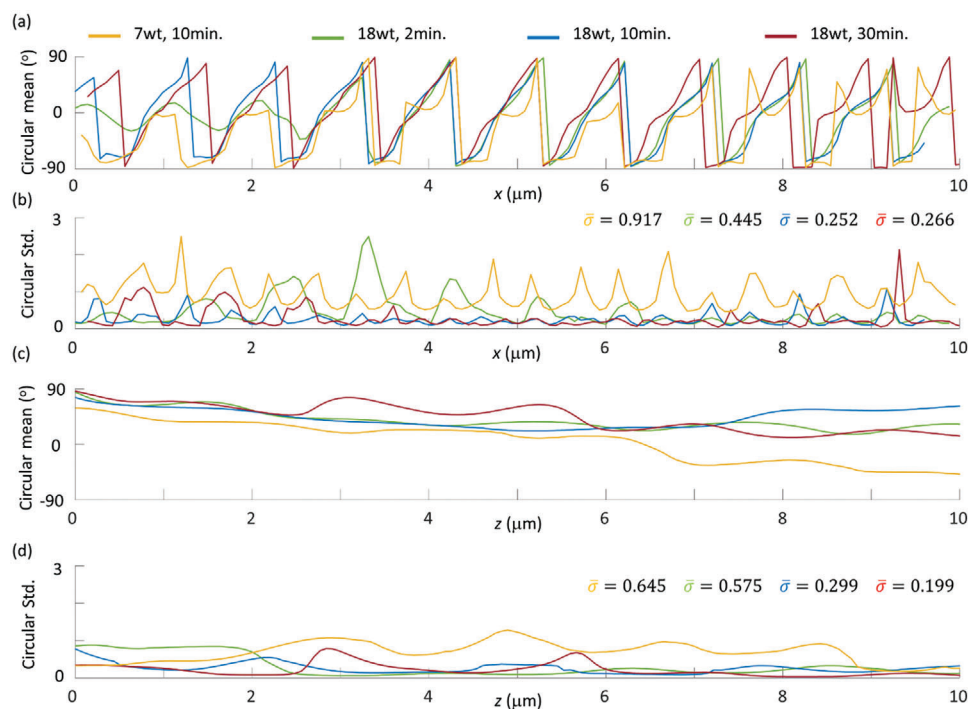 (a)
7wt, 10min. 18wt, 2min. 18wt, 10min. 18wt, 30min.
Circular mean (°)
90
0
-90
0 2 4 6 8 10
x (μm)
(b)
Circular Std.
3
0
σ̄ = 0.917 σ̄ = 0.445 σ̄ = 0.252 σ̄ = 0.266
0 2 4 6 8 10
x (μm)
(c)
Circular mean (°)
90
0
-90
0 2 4 6 8 10
z (μm)
(d)
Circular Std.
3
0
σ̄ = 0.645 σ̄ = 0.575 σ̄ = 0.299 σ̄ = 0.199
0 2 4 6 8 10
z (μm)